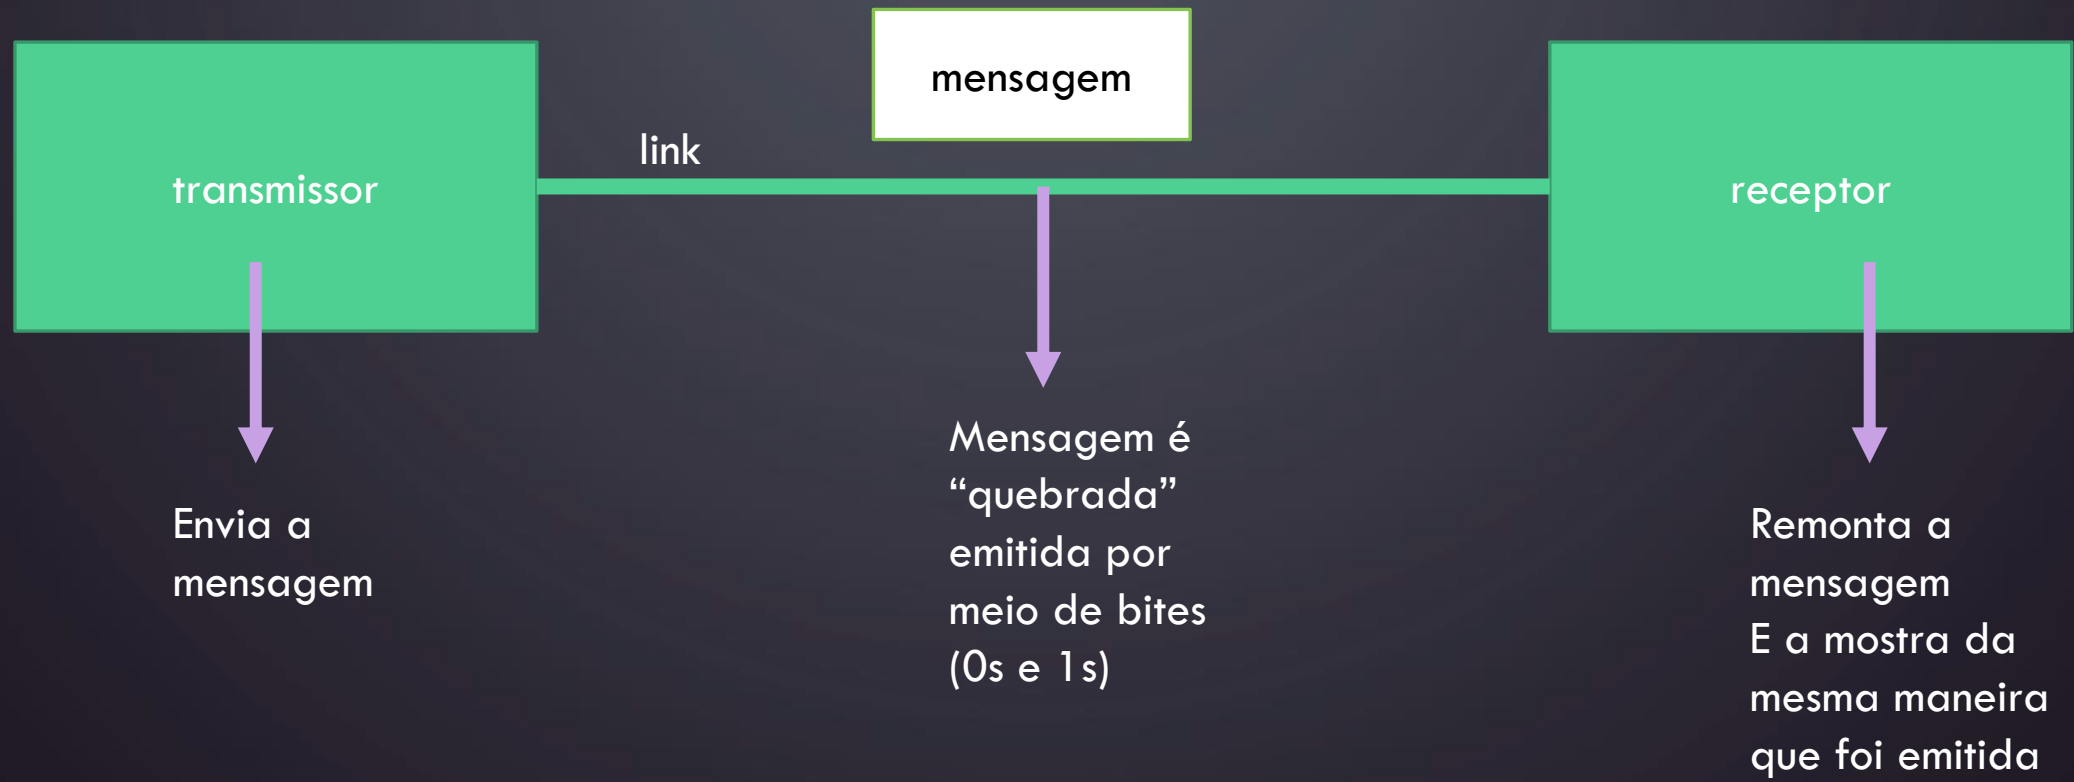 mensagem
link
transmissor
receptor
Mensagem é
“quebrada”
emitida por
meio de bites
(0s e 1s)
Envia a
mensagem
Remonta a
mensagem
E a mostra da
mesma maneira
que foi emitida